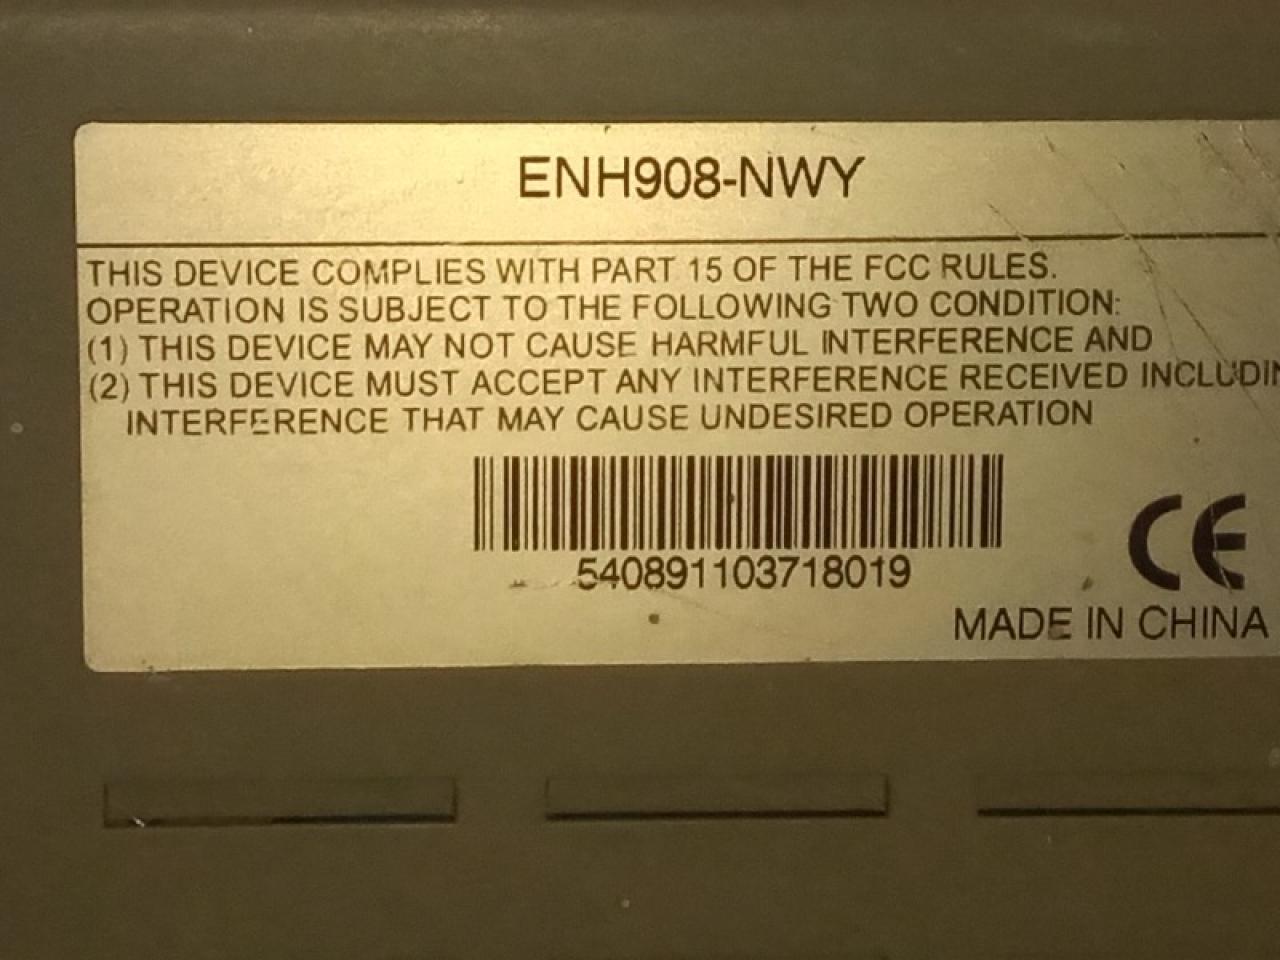 ENH908-NWY
THIS DEVICE COMPLIES WITH PART 15 OF THE FCC RULES.
OPERATION IS SUBJECT TO THE FOLLOWING TWO CONDITION:
(1) THIS DEVICE MAY NOT CAUSE HARMFUL INTERFERENCE AND
(2) THIS DEVICE MUST ACCEPT ANY INTERFERENCE RECEIVED
INTERFERENCE THAT MAY CAUSE UNDESIRED OPERATION
540891103718019
CE
MADE IN CHINA